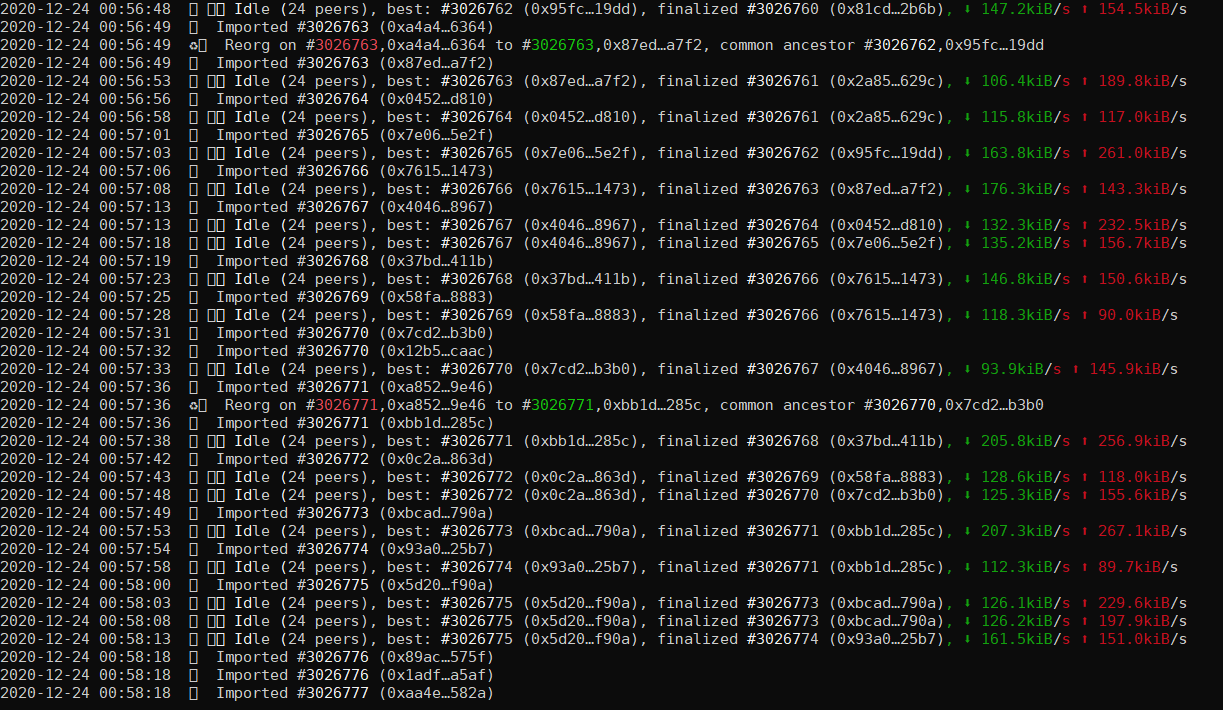 2020-12-24 00:56:48 Idle (24 peers), best: #3026762 (0x95fc…19dd), finalized #3026760 (0x81cd…2b6b), ⬇ 147.2kiB/s ⬆ 154.5kiB/s
2020-12-24 00:56:49 Imported #3026763 (0xa4a4…6364)
2020-12-24 00:56:49 ♻ Reorg on #3026763,0xa4a4…6364 to #3026763,0x87ed…a7f2, common ancestor #3026762,0x95fc…19dd
2020-12-24 00:56:49 Imported #3026763 (0x87ed…a7f2)
2020-12-24 00:56:53 Idle (24 peers), best: #3026763 (0x87ed…a7f2), finalized #3026761 (0x2a85…629c), ⬇ 106.4kiB/s ⬆ 189.8kiB/s
2020-12-24 00:56:56 Imported #3026764 (0x0452…d810)
2020-12-24 00:56:58 Idle (24 peers), best: #3026764 (0x0452…d810), finalized #3026761 (0x2a85…629c), ⬇ 115.8kiB/s ⬆ 117.0kiB/s
2020-12-24 00:57:01 Imported #3026765 (0x7e06…5e2f)
2020-12-24 00:57:03 Idle (24 peers), best: #3026765 (0x7e06…5e2f), finalized #3026762 (0x95fc…19dd), ⬇ 163.8kiB/s ⬆ 261.0kiB/s
2020-12-24 00:57:06 Imported #3026766 (0x7615…1473)
2020-12-24 00:57:08 Idle (24 peers), best: #3026766 (0x7615…1473), finalized #3026763 (0x87ed…a7f2), ⬇ 176.3kiB/s ⬆ 143.3kiB/s
2020-12-24 00:57:13 Imported #3026767 (0x4046…8967)
2020-12-24 00:57:13 Idle (24 peers), best: #3026767 (0x4046…8967), finalized #3026764 (0x0452…d810), ⬇ 132.3kiB/s ⬆ 232.5kiB/s
2020-12-24 00:57:18 Idle (24 peers), best: #3026767 (0x4046…8967), finalized #3026765 (0x7e06…5e2f), ⬇ 135.2kiB/s ⬆ 156.7kiB/s
2020-12-24 00:57:19 Imported #3026768 (0x37bd…411b)
2020-12-24 00:57:23 Idle (24 peers), best: #3026768 (0x37bd…411b), finalized #3026766 (0x7615…1473), ⬇ 146.8kiB/s ⬆ 150.6kiB/s
2020-12-24 00:57:25 Imported #3026769 (0x58fa…8883)
2020-12-24 00:57:28 Idle (24 peers), best: #3026769 (0x58fa…8883), finalized #3026766 (0x7615…1473), ⬇ 118.3kiB/s ⬆ 90.0kiB/s
2020-12-24 00:57:31 Imported #3026770 (0x7cd2…b3b0)
2020-12-24 00:57:32 Imported #3026770 (0x12b5…caac)
2020-12-24 00:57:33 Idle (24 peers), best: #3026770 (0x7cd2…b3b0), finalized #3026767 (0x4046…8967), ⬇ 93.9kiB/s ⬆ 145.9kiB/s
2020-12-24 00:57:36 Imported #3026771 (0xa852…9e46)
2020-12-24 00:57:36 ♻ Reorg on #3026771,0xa852…9e46 to #3026771,0xbb1d…285c, common ancestor #3026770,0x7cd2…b3b0
2020-12-24 00:57:36 Imported #3026771 (0xbb1d…285c)
2020-12-24 00:57:38 Idle (24 peers), best: #3026771 (0xbb1d…285c), finalized #3026768 (0x37bd…411b), ⬇ 205.8kiB/s ⬆ 256.9kiB/s
2020-12-24 00:57:42 Imported #3026772 (0x0c2a…863d)
2020-12-24 00:57:43 Idle (24 peers), best: #3026772 (0x0c2a…863d), finalized #3026769 (0x58fa…8883), ⬇ 128.6kiB/s ⬆ 118.0kiB/s
2020-12-24 00:57:48 Idle (24 peers), best: #3026772 (0x0c2a…863d), finalized #3026770 (0x7cd2…b3b0), ⬇ 125.3kiB/s ⬆ 155.6kiB/s
2020-12-24 00:57:49 Imported #3026773 (0xbcad…790a)
2020-12-24 00:57:53 Idle (24 peers), best: #3026773 (0xbcad…790a), finalized #3026771 (0xbb1d…285c), ⬇ 207.3kiB/s ⬆ 267.1kiB/s
2020-12-24 00:57:54 Imported #3026774 (0x93a0…25b7)
2020-12-24 00:57:58 Idle (24 peers), best: #3026774 (0x93a0…25b7), finalized #3026771 (0xbb1d…285c), ⬇ 112.3kiB/s ⬆ 89.7kiB/s
2020-12-24 00:58:00 Imported #3026775 (0x5d20…f90a)
2020-12-24 00:58:03 Idle (24 peers), best: #3026775 (0x5d20…f90a), finalized #3026773 (0xbcad…790a), ⬇ 126.1kiB/s ⬆ 229.6kiB/s
2020-12-24 00:58:08 Idle (24 peers), best: #3026775 (0x5d20…f90a), finalized #3026773 (0xbcad…790a), ⬇ 126.2kiB/s ⬆ 197.9kiB/s
2020-12-24 00:58:13 Idle (24 peers), best: #3026775 (0x5d20…f90a), finalized #3026774 (0x93a0…25b7), ⬇ 161.5kiB/s ⬆ 151.0kiB/s
2020-12-24 00:58:18 Imported #3026776 (0x89ac…575f)
2020-12-24 00:58:18 Imported #3026776 (0x1adf…a5af)
2020-12-24 00:58:18 Imported #3026777 (0xaa4e…582a)